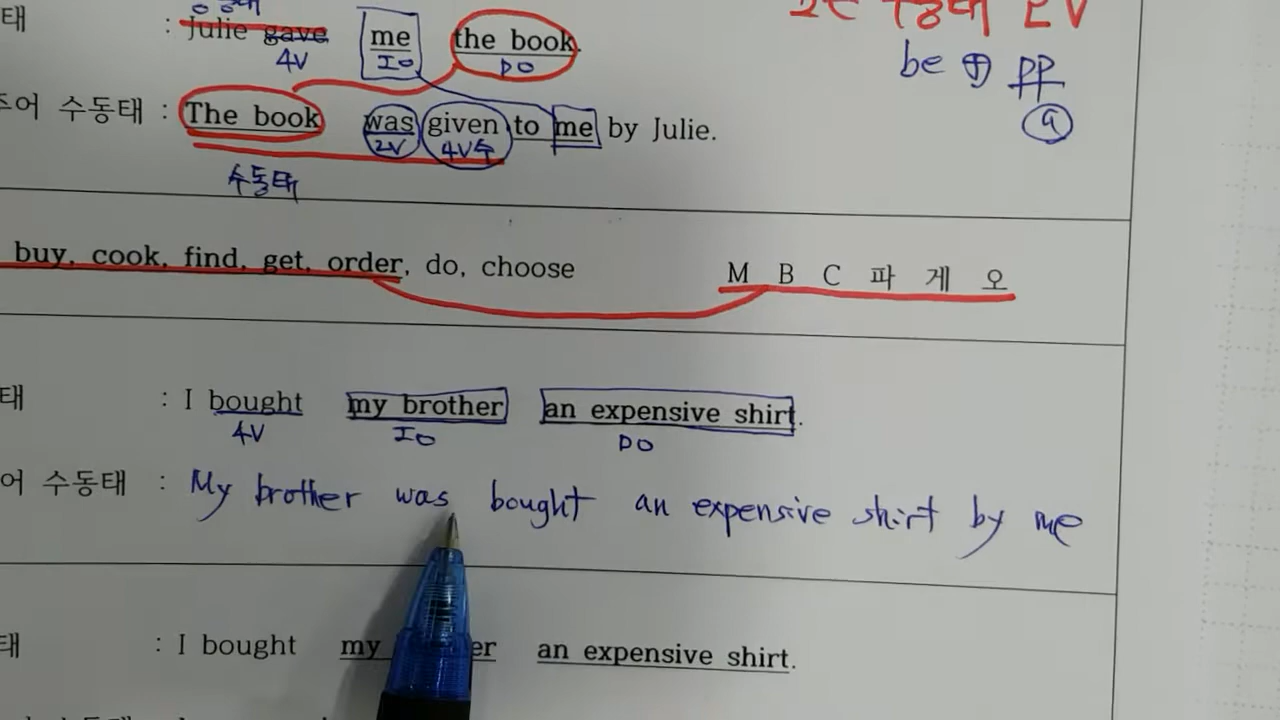 태 : Julie gave me the book.
4V IO DO
be ⊕ pp
주어 수동태 : The book was given to me by Julie.
2V 4V수
수동태
buy, cook, find, get, order, do, choose M B C 파 게 오
태 : I bought my brother an expensive shirt.
4V IO DO
어 수동태 : My brother was bought an expensive shirt by me
태 : I bought my er an expensive shirt.